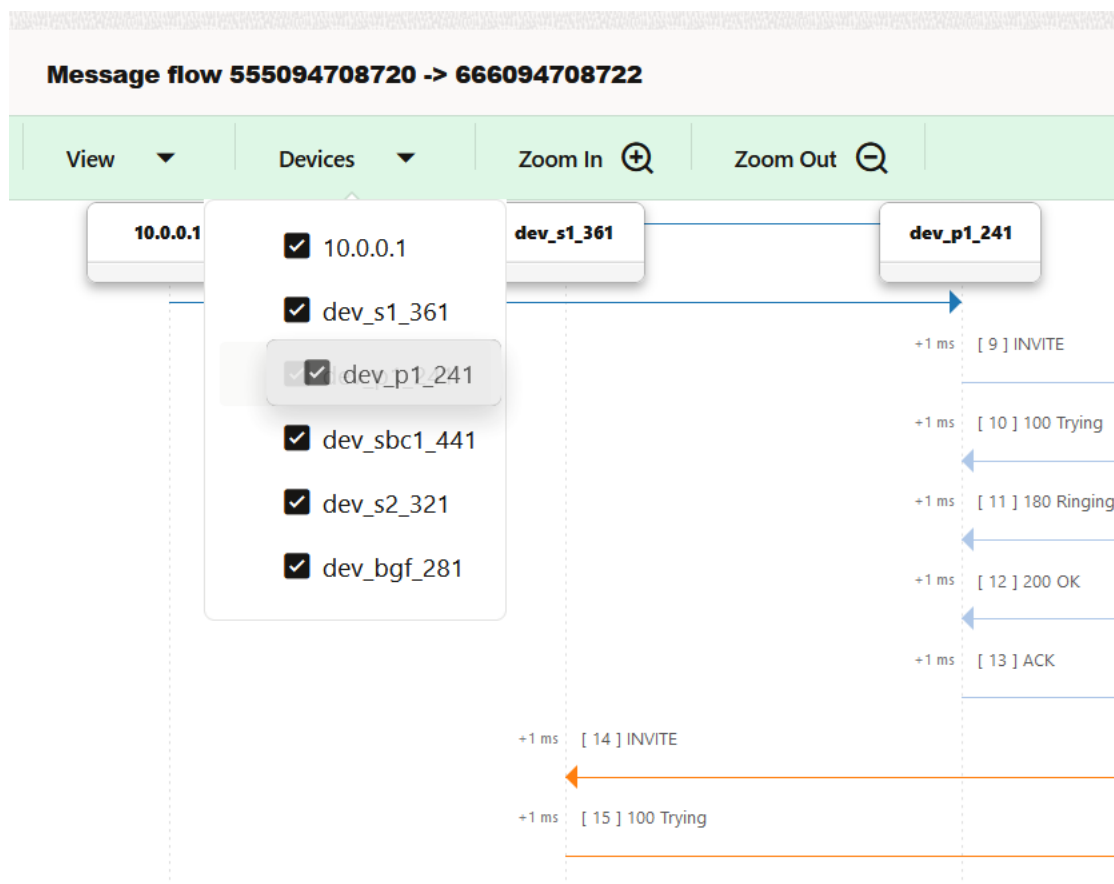 Message flow 555094708720 -> 666094708722
View Devices Zoom In Zoom Out
10.0.0.1 dev_s1_361 dev_p1_241
10.0.0.1
dev_s1_361
dev_p1_241
dev_sbc1_441
dev_s2_321
dev_bgf_281
+1 ms [ 9 ] INVITE
+1 ms [ 10 ] 100 Trying
+1 ms [ 11 ] 180 Ringing
+1 ms [ 12 ] 200 OK
+1 ms [ 13 ] ACK
+1 ms [ 14 ] INVITE
+1 ms [ 15 ] 100 Trying